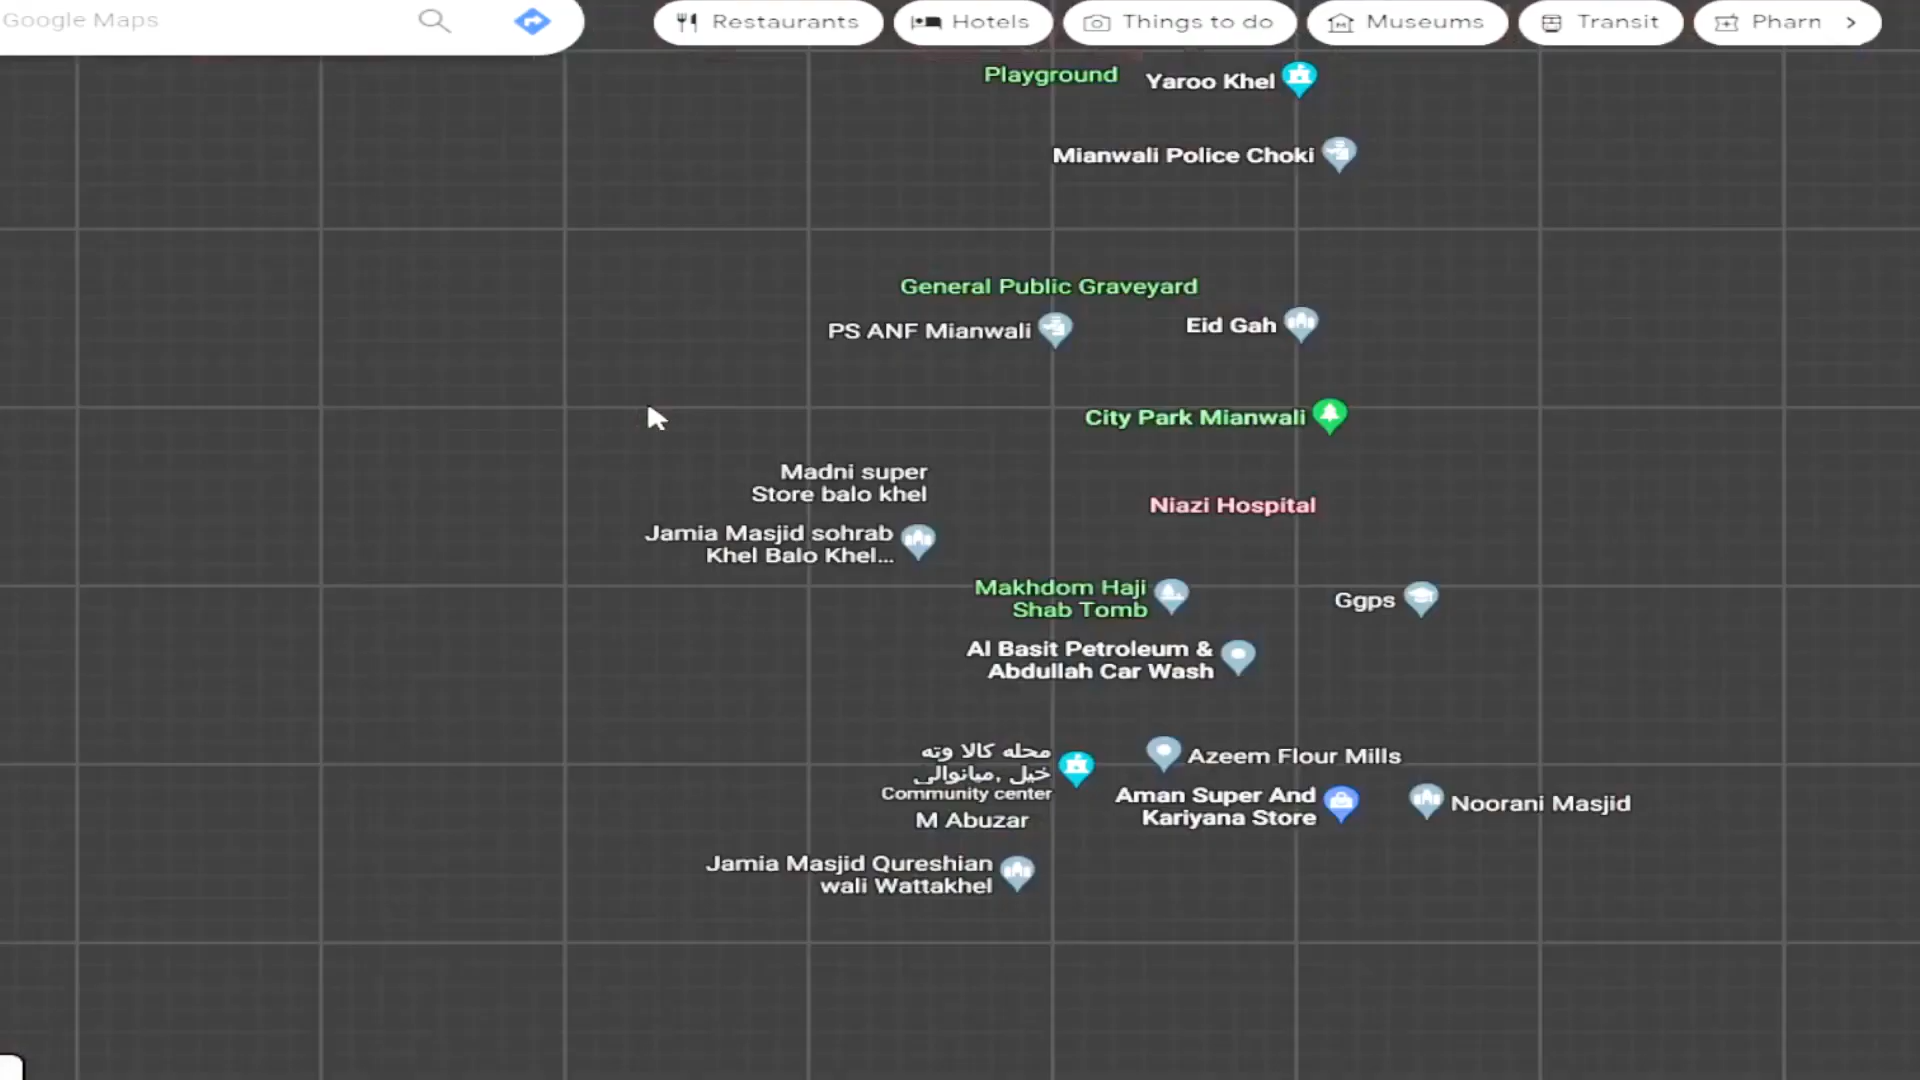 Google Maps
Restaurants
Hotels
Things to do
Museums
Transit
Pharn
Playground
Yaroo Khel
Mianwali Police Choki
General Public Graveyard
PS ANF Mianwali
Eid Gah
City Park Mianwali
Madni super
Store balo khel
Niazi Hospital
Jamia Masjid sohrab
Khel Balo Khel...
Makhdom Haji
Shab Tomb
Ggps
Al Basit Petroleum &
Abdullah Car Wash
محله کالا وته
خیل ,میانوالی
Community center
Azeem Flour Mills
Aman Super And
Kariyana Store
Noorani Masjid
M Abuzar
Jamia Masjid Qureshian
wali Wattakhel